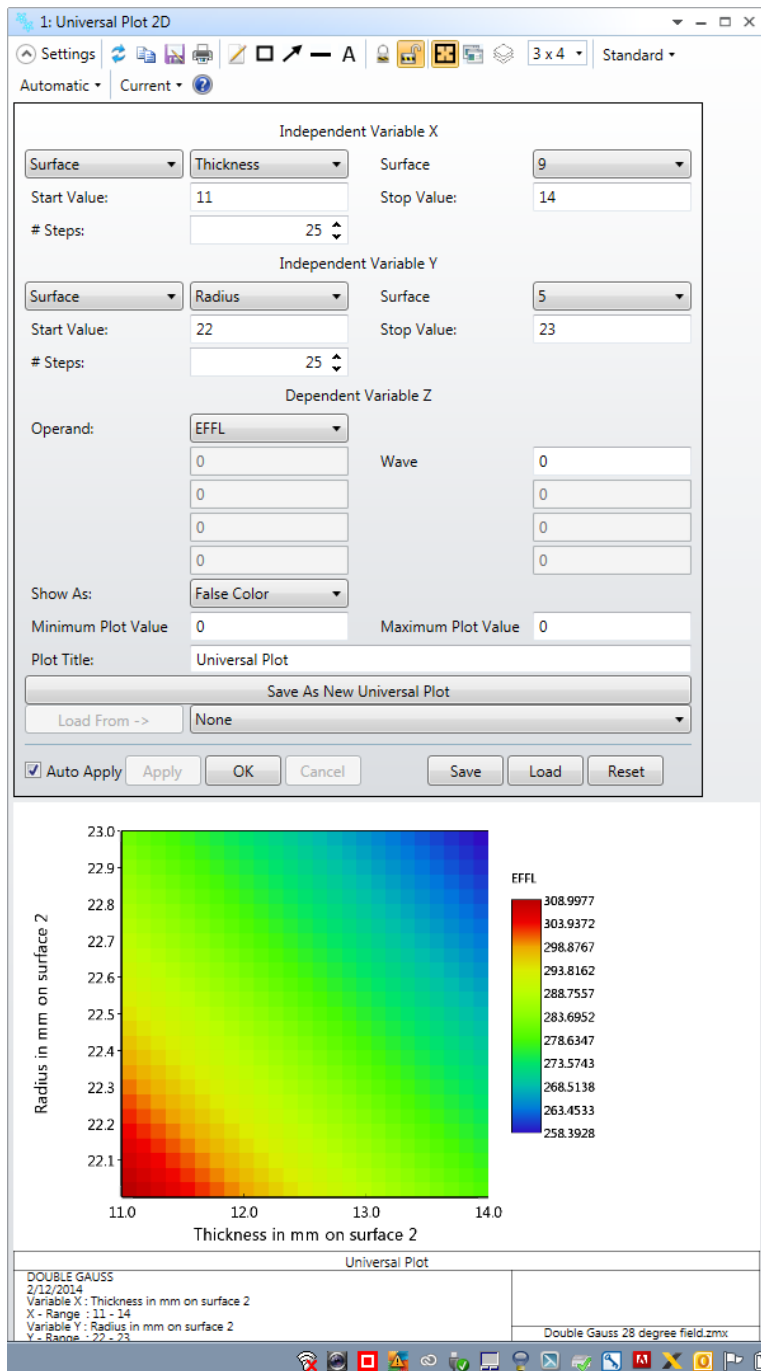 1: Universal Plot 2D
Settings A 3 x 4 Standard
Automatic Current ?
Independent Variable X
Surface Thickness Surface 9
Start Value: 11 Stop Value: 14
# Steps: 25
Independent Variable Y
Surface Radius Surface 5
Start Value: 22 Stop Value: 23
# Steps: 25
Dependent Variable Z
Operand: EFFL
0 Wave 0
0 0
0 0
0 0
Show As: False Color
Minimum Plot Value 0 Maximum Plot Value 0
Plot Title: Universal Plot
Save As New Universal Plot
Load From -> None
Auto Apply Apply OK Cancel Save Load Reset
23.0
22.9
22.8
22.7
22.6
22.5
22.4
22.3
22.2
22.1
Radius in mm on surface 2
11.0 12.0 13.0 14.0
Thickness in mm on surface 2
EFFL
308.9977
303.9372
298.8767
293.8162
288.7557
283.6952
278.6347
273.5743
268.5138
263.4533
258.3928
Universal Plot
DOUBLE GAUSS
2/12/2014
Variable X : Thickness in mm on surface 2
X - Range : 11 - 14
Variable Y : Radius in mm on surface 2
Y - Range : 22 - 23
Double Gauss 28 degree field.zmx